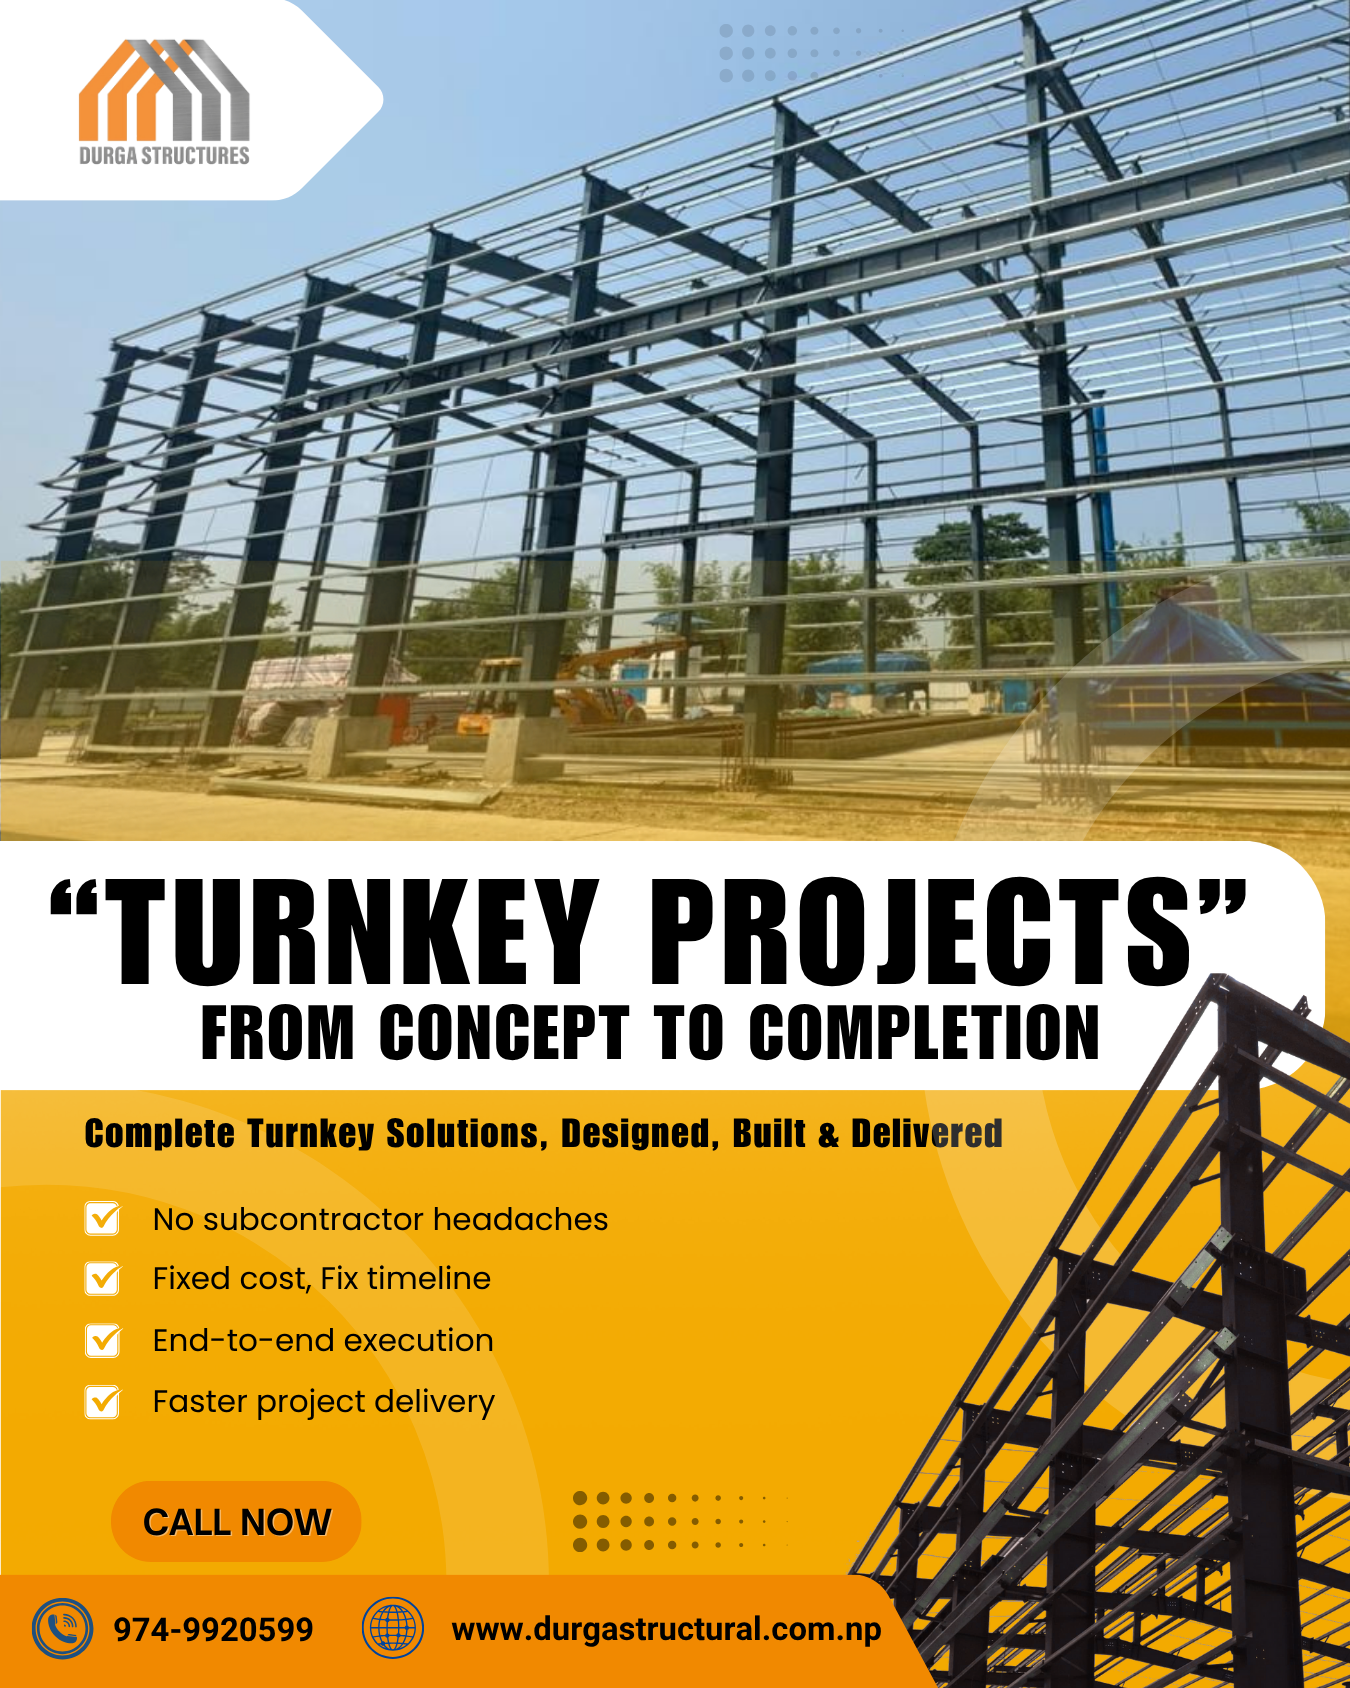 DURGA STRUCTURES
“TURNKEY PROJECTS”
FROM CONCEPT TO COMPLETION
Complete Turnkey Solutions, Designed, Built & Delivered
No subcontractor headaches
Fixed cost, Fix timeline
End-to-end execution
Faster project delivery
CALL NOW
974-9920599
www.durgastructural.com.np